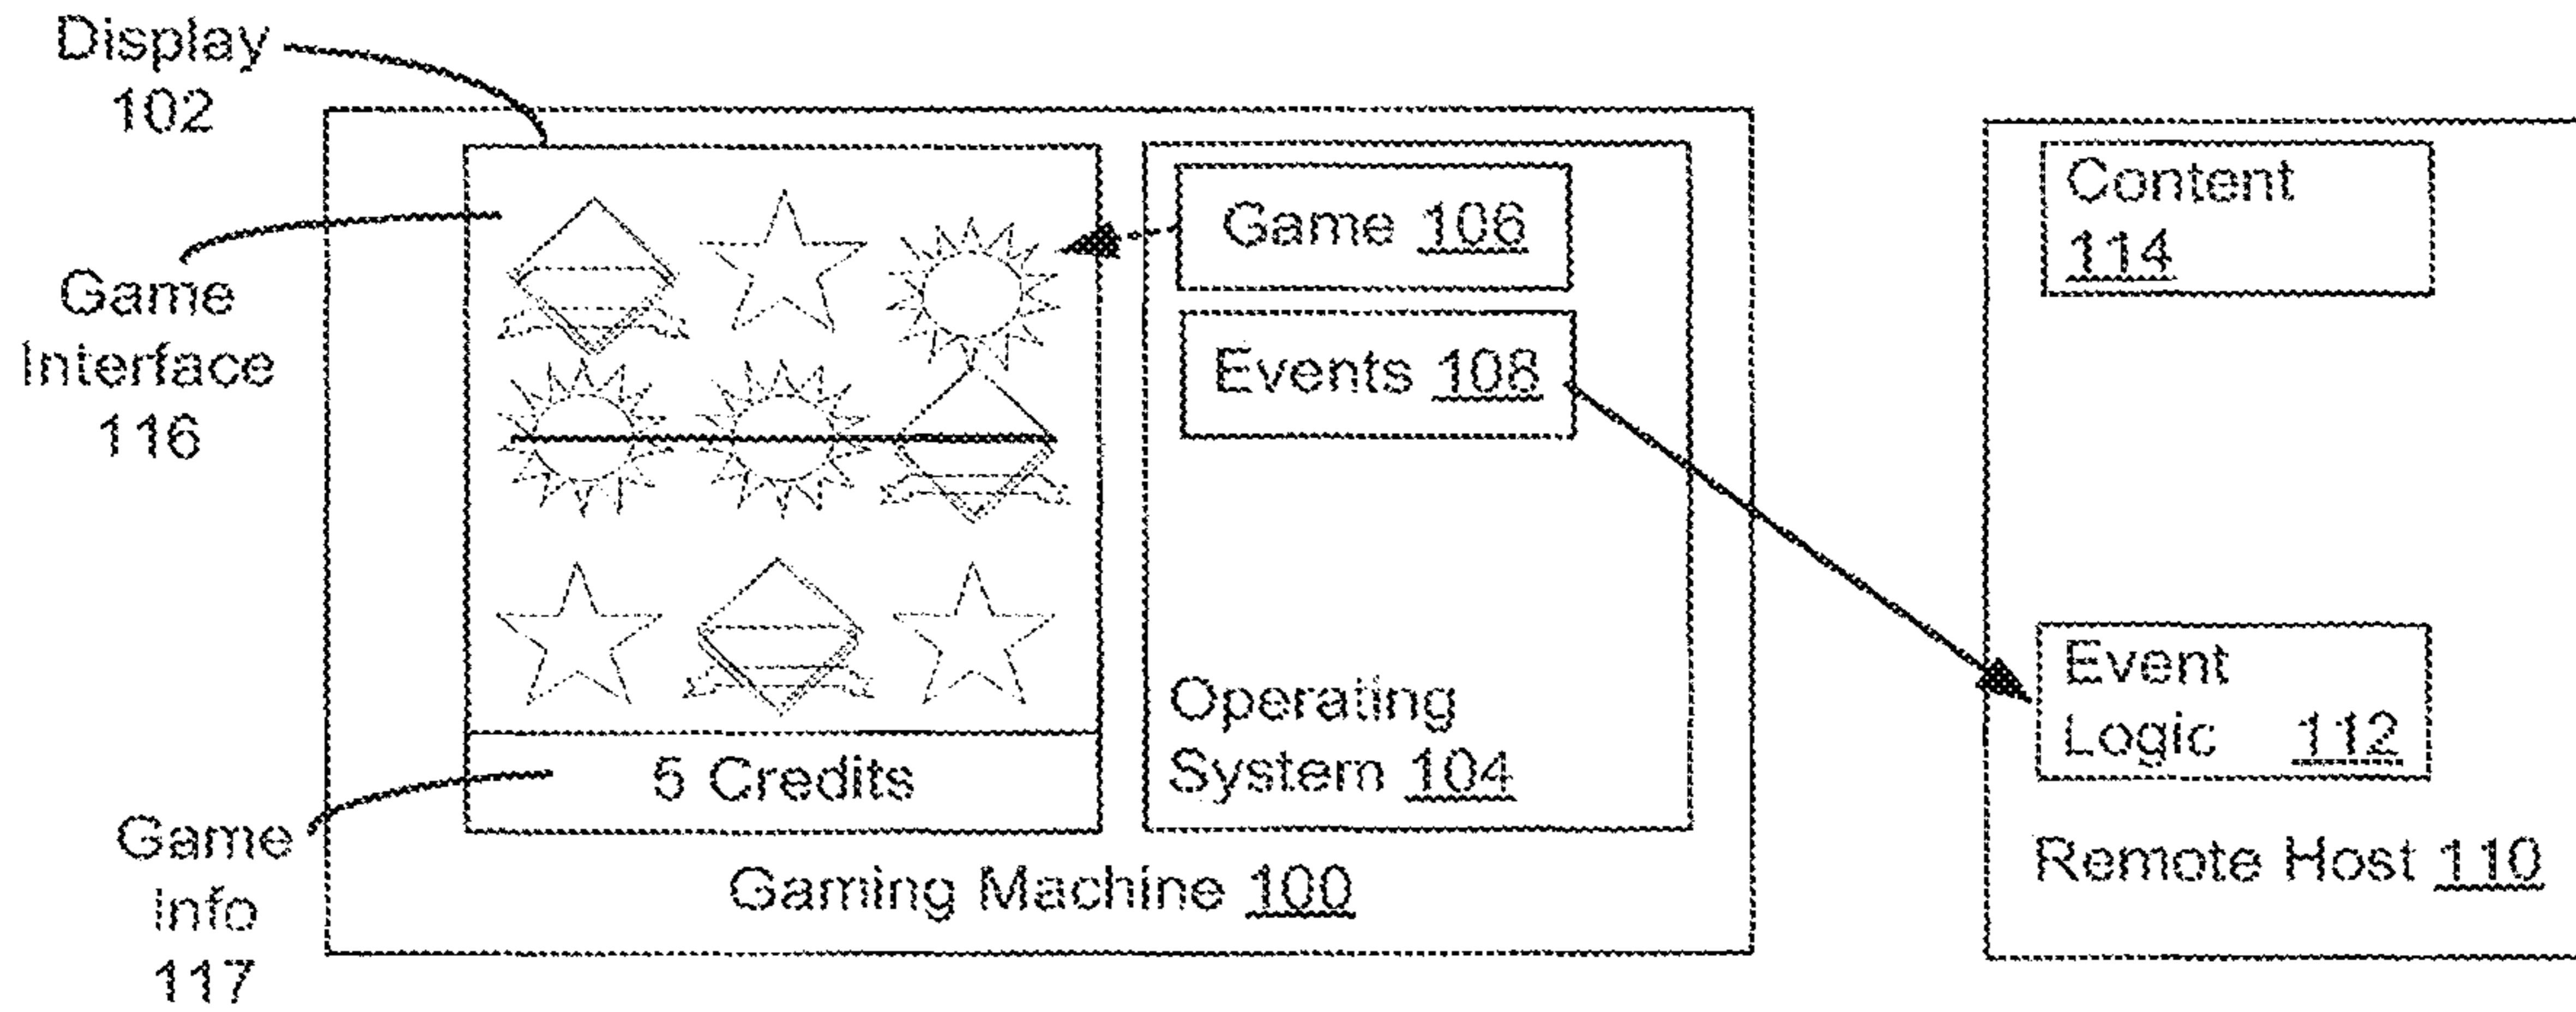 Display
102
Game
Interface
116
Game
Info
117
5 Credits
Game 106
Events 108
Operating
System 104
Gaming Machine 100
Content
114
Event
Logic 112
Remote Host 110